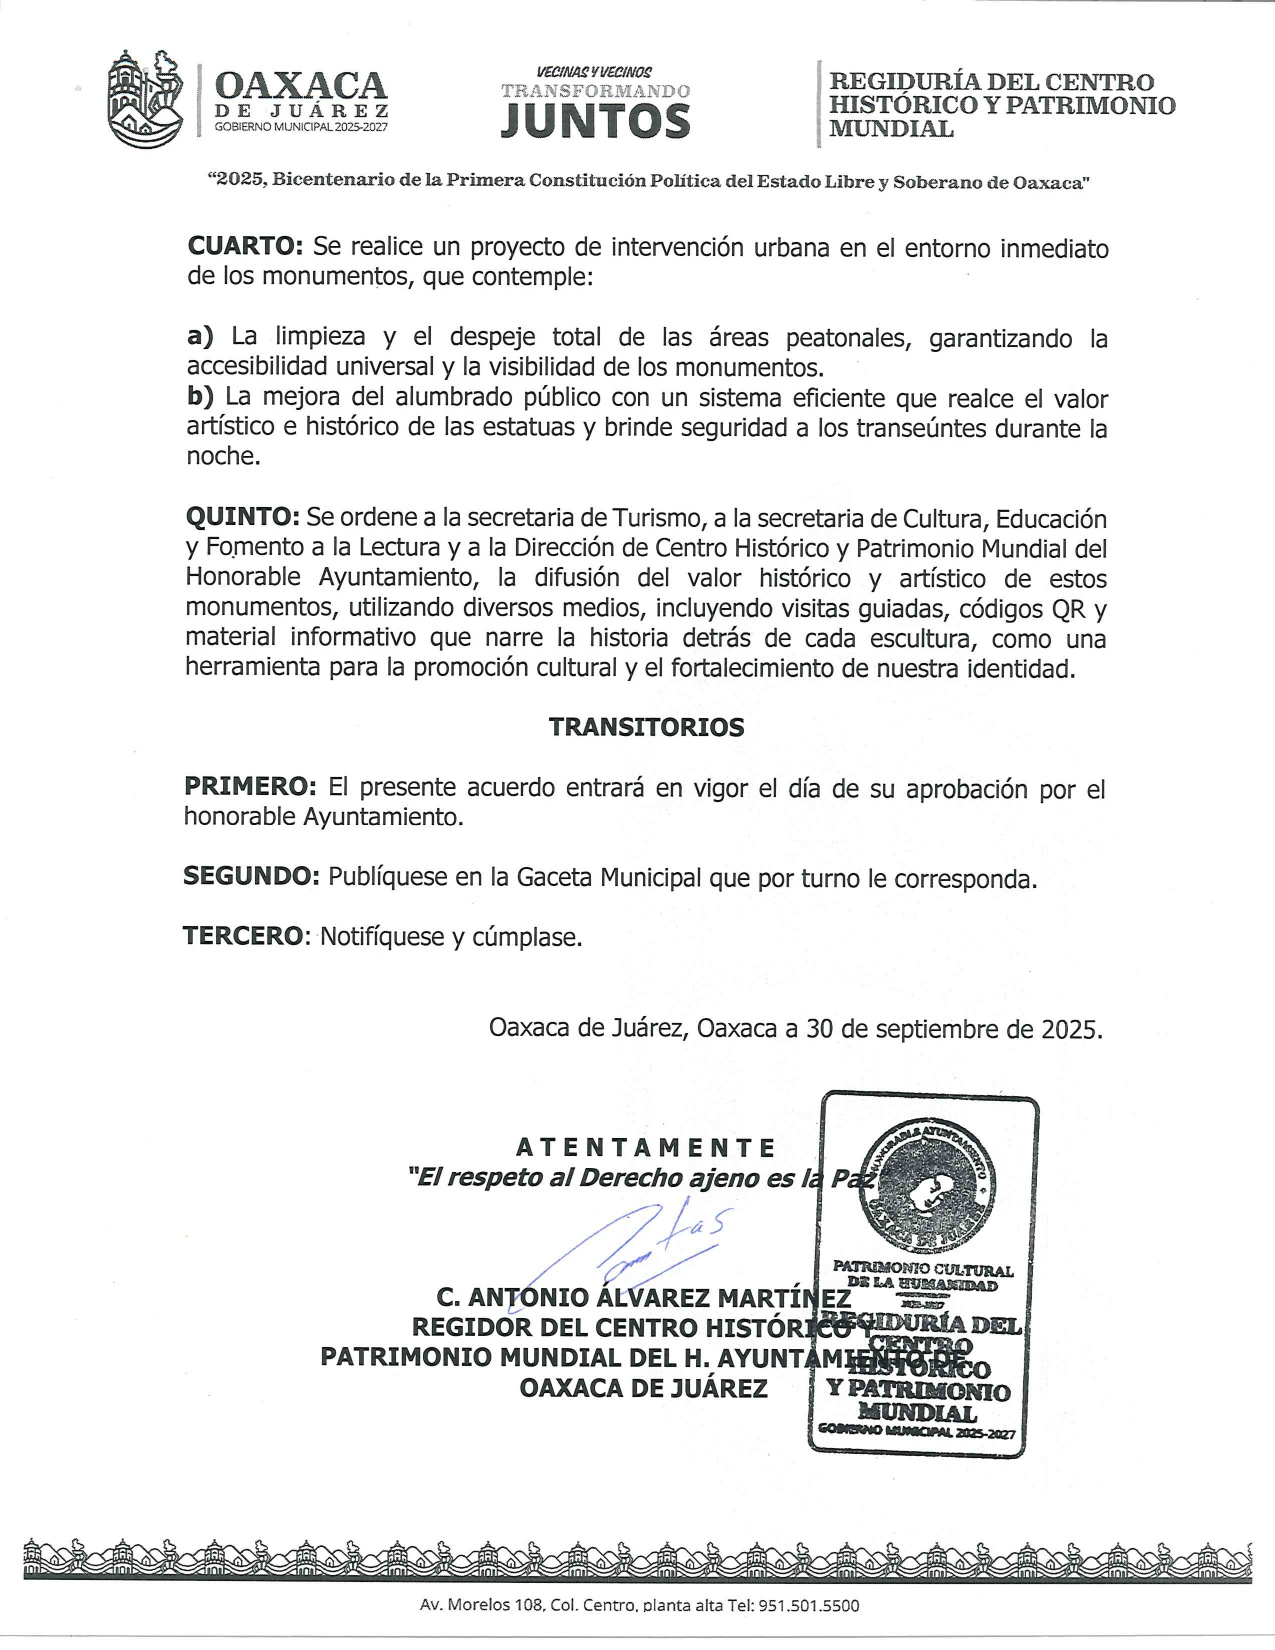 OAXACA
DE JUÁREZ
GOBIERNO MUNICIPAL 2025-2027
VECINAS Y VECINOS
TRANSFORMANDO
JUNTOS
REGIDURÍA DEL CENTRO
HISTÓRICO Y PATRIMONIO
MUNDIAL
“2025, Bicentenario de la Primera Constitución Política del Estado Libre y Soberano de Oaxaca"
CUARTO: Se realice un proyecto de intervención urbana en el entorno inmediato
de los monumentos, que contemple:
a) La limpieza y el despeje total de las áreas peatonales, garantizando la
accesibilidad universal y la visibilidad de los monumentos.
b) La mejora del alumbrado público con un sistema eficiente que realce el valor
artístico e histórico de las estatuas y brinde seguridad a los transeúntes durante la
noche.
QUINTO: Se ordene a la secretaria de Turismo, a la secretaria de Cultura, Educación
y Fomento a la Lectura y a la Dirección de Centro Histórico y Patrimonio Mundial del
Honorable Ayuntamiento, la difusión del valor histórico y artístico de estos
monumentos, utilizando diversos medios, incluyendo visitas guiadas, códigos QR y
material informativo que narre la historia detrás de cada escultura, como una
herramienta para la promoción cultural y el fortalecimiento de nuestra identidad.
TRANSITORIOS
PRIMERO: El presente acuerdo entrará en vigor el día de su aprobación por el
honorable Ayuntamiento.
SEGUNDO: Publíquese en la Gaceta Municipal que por turno le corresponda.
TERCERO: Notifíquese y cúmplase.
Oaxaca de Juárez, Oaxaca a 30 de septiembre de 2025.
ATENTAMENTE
"El respeto al Derecho ajeno es la Paz
C. ANTONIO ÁLVAREZ MARTÍNEZ
REGIDOR DEL CENTRO HISTÓRICO Y
PATRIMONIO MUNDIAL DEL H. AYUNTAMIENTO DE
OAXACA DE JUÁREZ
HONORABLE AYUNTAMIENTO
OAXACA DE JUÁREZ
PATRIMONIO CULTURAL
DE LA HUMANIDAD
REGIDURÍA DEL
CENTRO
HISTÓRICO
Y PATRIMONIO
MUNDIAL
GOBIERNO MUNICIPAL 2025-2027
Av. Morelos 108, Col. Centro, planta alta Tel: 951.501.5500